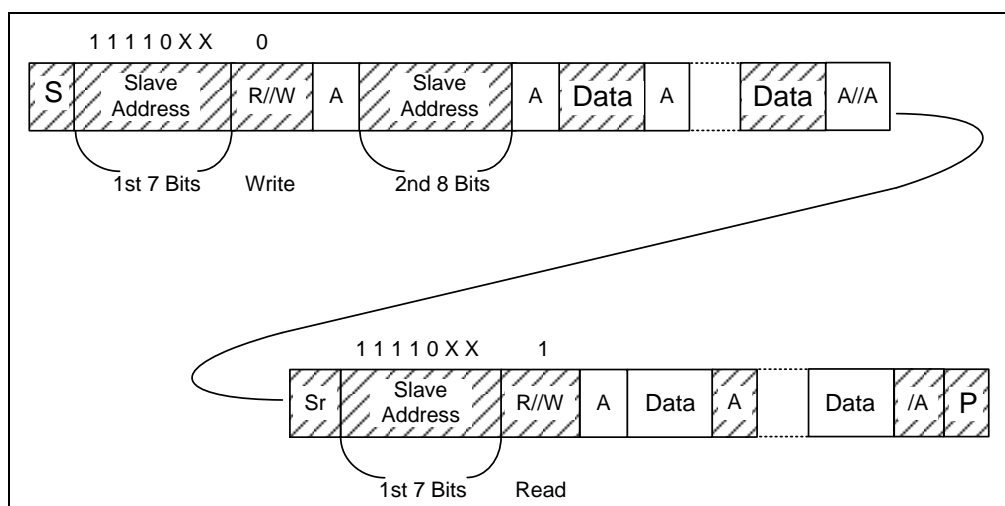 1 1 1 1 0 X X 0
S Slave Address R//W A Slave Address A Data A Data A//A
1st 7 Bits Write 2nd 8 Bits
1 1 1 1 0 X X 1
Sr Slave Address R//W A Data A Data /A P
1st 7 Bits Read